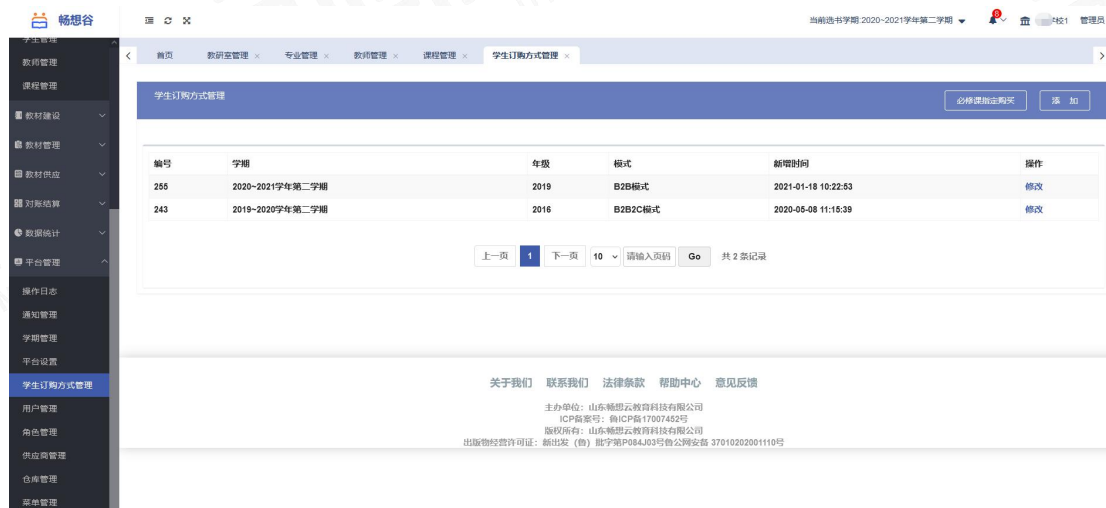 畅想谷
当前选书学期:2020~2021学年第二学期
8
校1
管理员
学生管理
教师管理
课程管理
教材建设
教材管理
教材供应
对账结算
数据统计
平台管理
操作日志
通知管理
学期管理
平台设置
学生订购方式管理
用户管理
角色管理
供应商管理
仓库管理
菜单管理
首页 教研室管理 × 专业管理 × 教师管理 × 课程管理 × 学生订购方式管理 ×
学生订购方式管理 必修课指定购买 添 加
编号 学期 年级 模式 新增时间 操作
255 2020~2021学年第二学期 2019 B2B模式 2021-01-18 10:22:53 修改
243 2019~2020学年第二学期 2016 B2B2C模式 2020-05-08 11:15:39 修改
上一页 1 下一页 10 请输入页码 Go 共 2 条记录
关于我们 联系我们 法律条款 帮助中心 意见反馈
主办单位：山东畅想云教育科技有限公司
ICP备案号：鲁ICP备17007452号
版权所有：山东畅想云教育科技有限公司
出版物经营许可证：新出发（鲁）批字第P084J03号鲁公网安备 37010202001110号